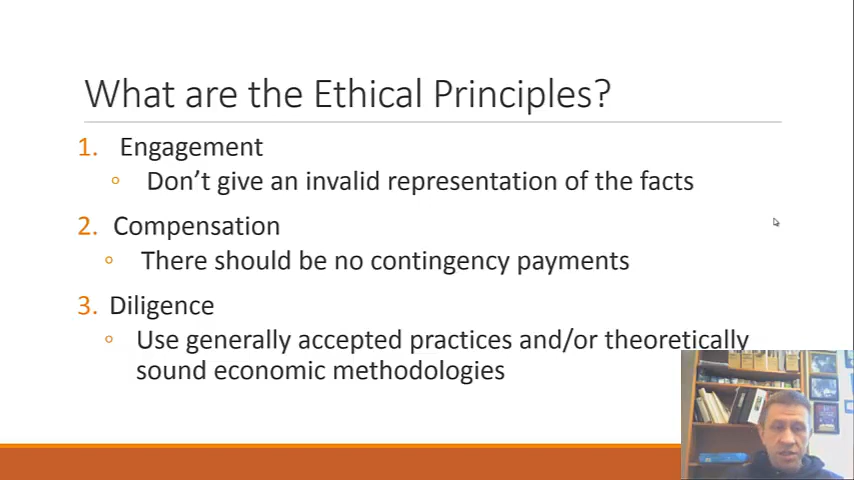 What are the Ethical Principles?
1. Engagement
Don’t give an invalid representation of the facts
2. Compensation
There should be no contingency payments
3. Diligence
Use generally accepted practices and/or theoretically
sound economic methodologies